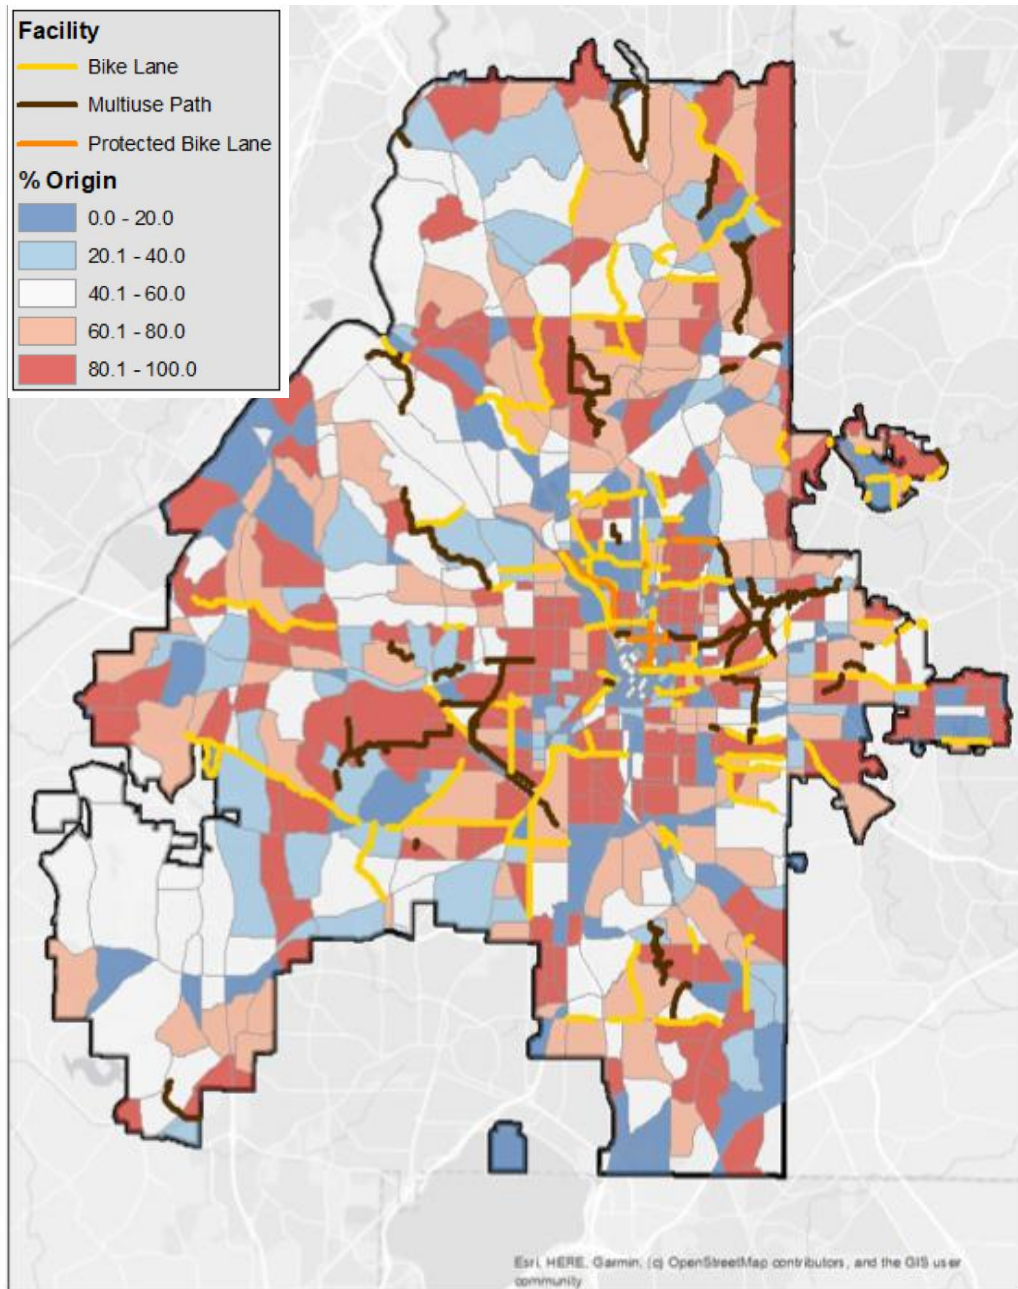 Facility
Bike Lane
Multiuse Path
Protected Bike Lane
% Origin
0.0 - 20.0
20.1 - 40.0
40.1 - 60.0
60.1 - 80.0
80.1 - 100.0
Esri, HERE, Garmin, (c) OpenStreetMap contributors, and the GIS user
community